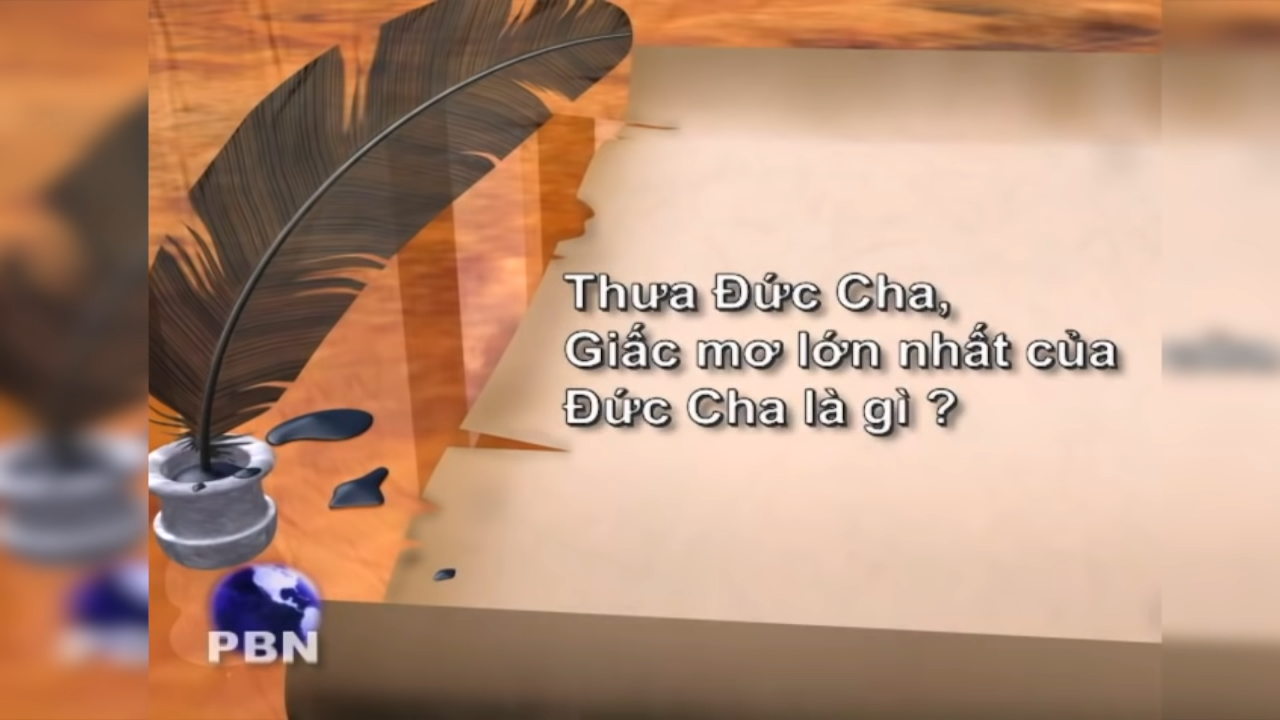 Thưa Đức Cha,
Giấc mơ lớn nhất của
Đức Cha là gì ?
PBN